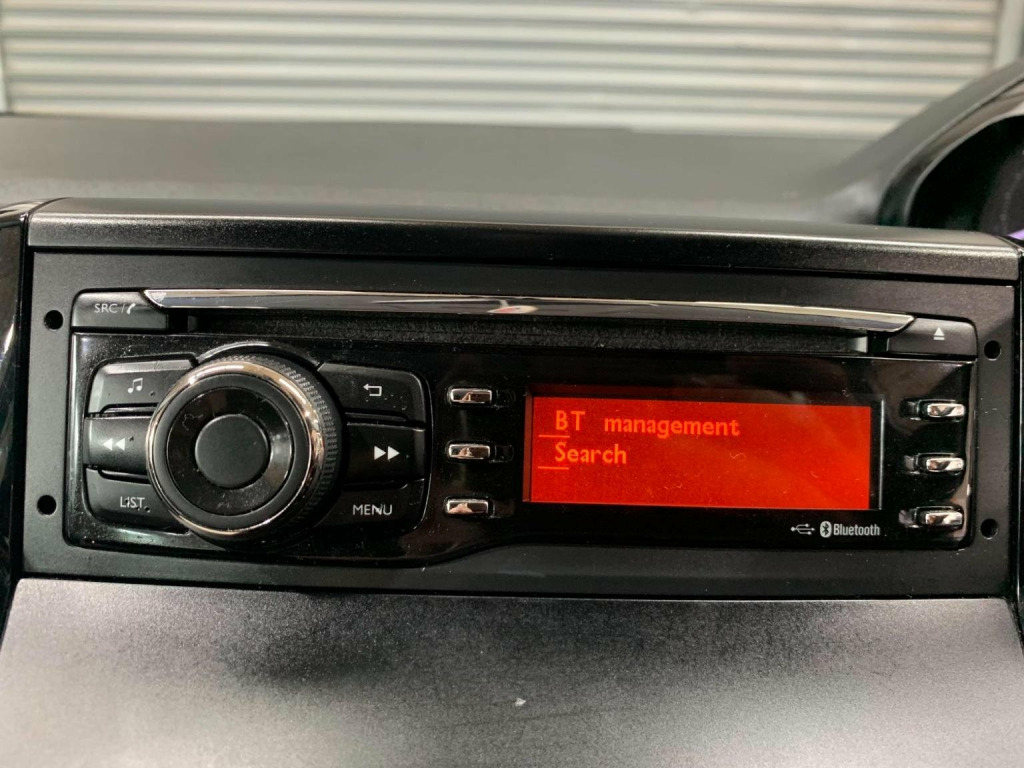 SRC/
BT management
Search
LIST
MENU
Bluetooth